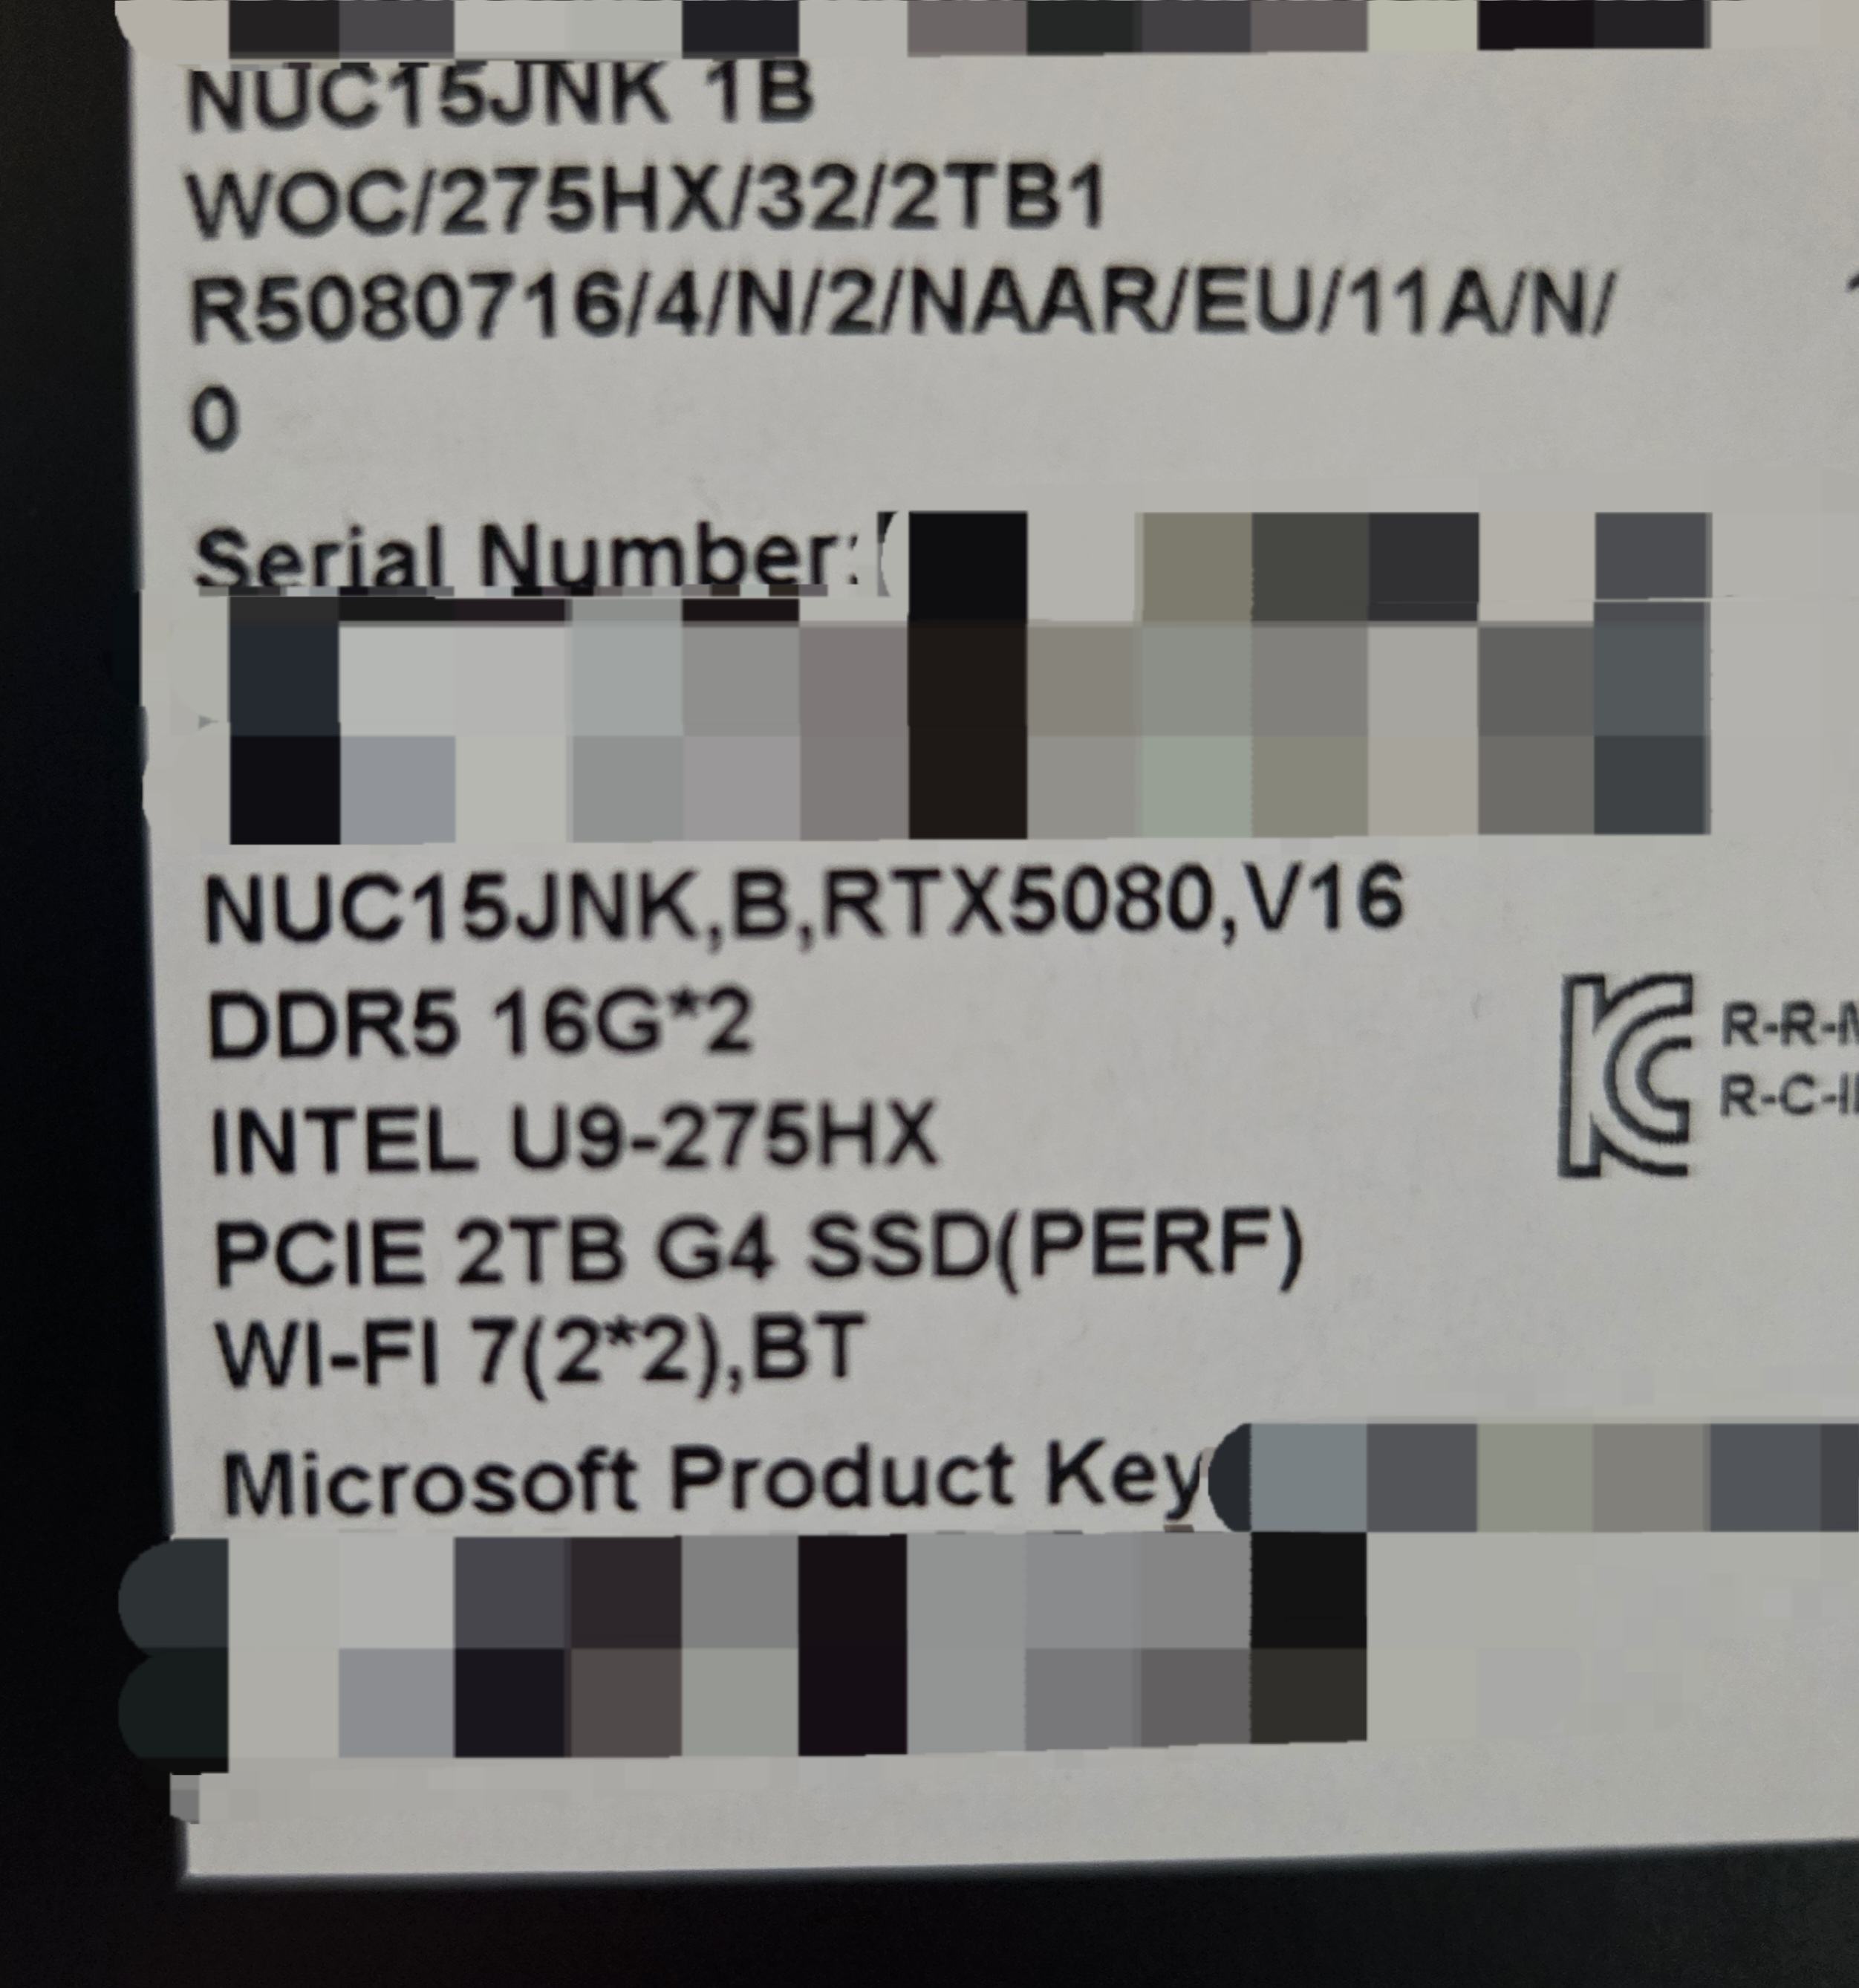 NUC15JNK 1B
WOC/275HX/32/2TB1
R5080716/4/N/2/NAAR/EU/11A/N/
0
Serial Number:
NUC15JNK,B,RTX5080,V16
DDR5 16G*2
INTEL U9-275HX
PCIE 2TB G4 SSD(PERF)
WI-FI 7(2*2),BT
Microsoft Product Key
R-R-
R-C-